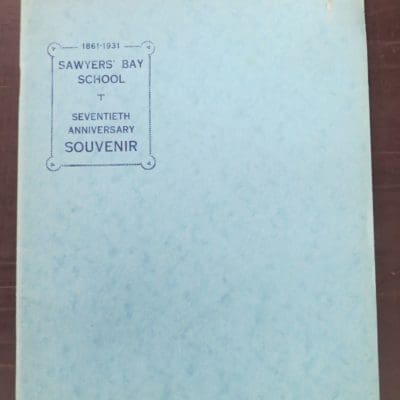 1861-1931
SAWYERS' BAY
SCHOOL
SEVENTIETH
ANNIVERSARY
SOUVENIR